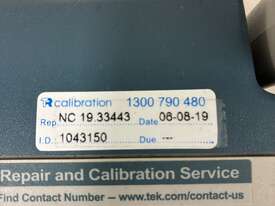 TR calibration 1300 790 480
Rep. NC 19.33443 Date 06-08-19
I.D.: 1043150 Due ---
Repair and Calibration Service
Find Contact Number — www.tek.com/contact-us